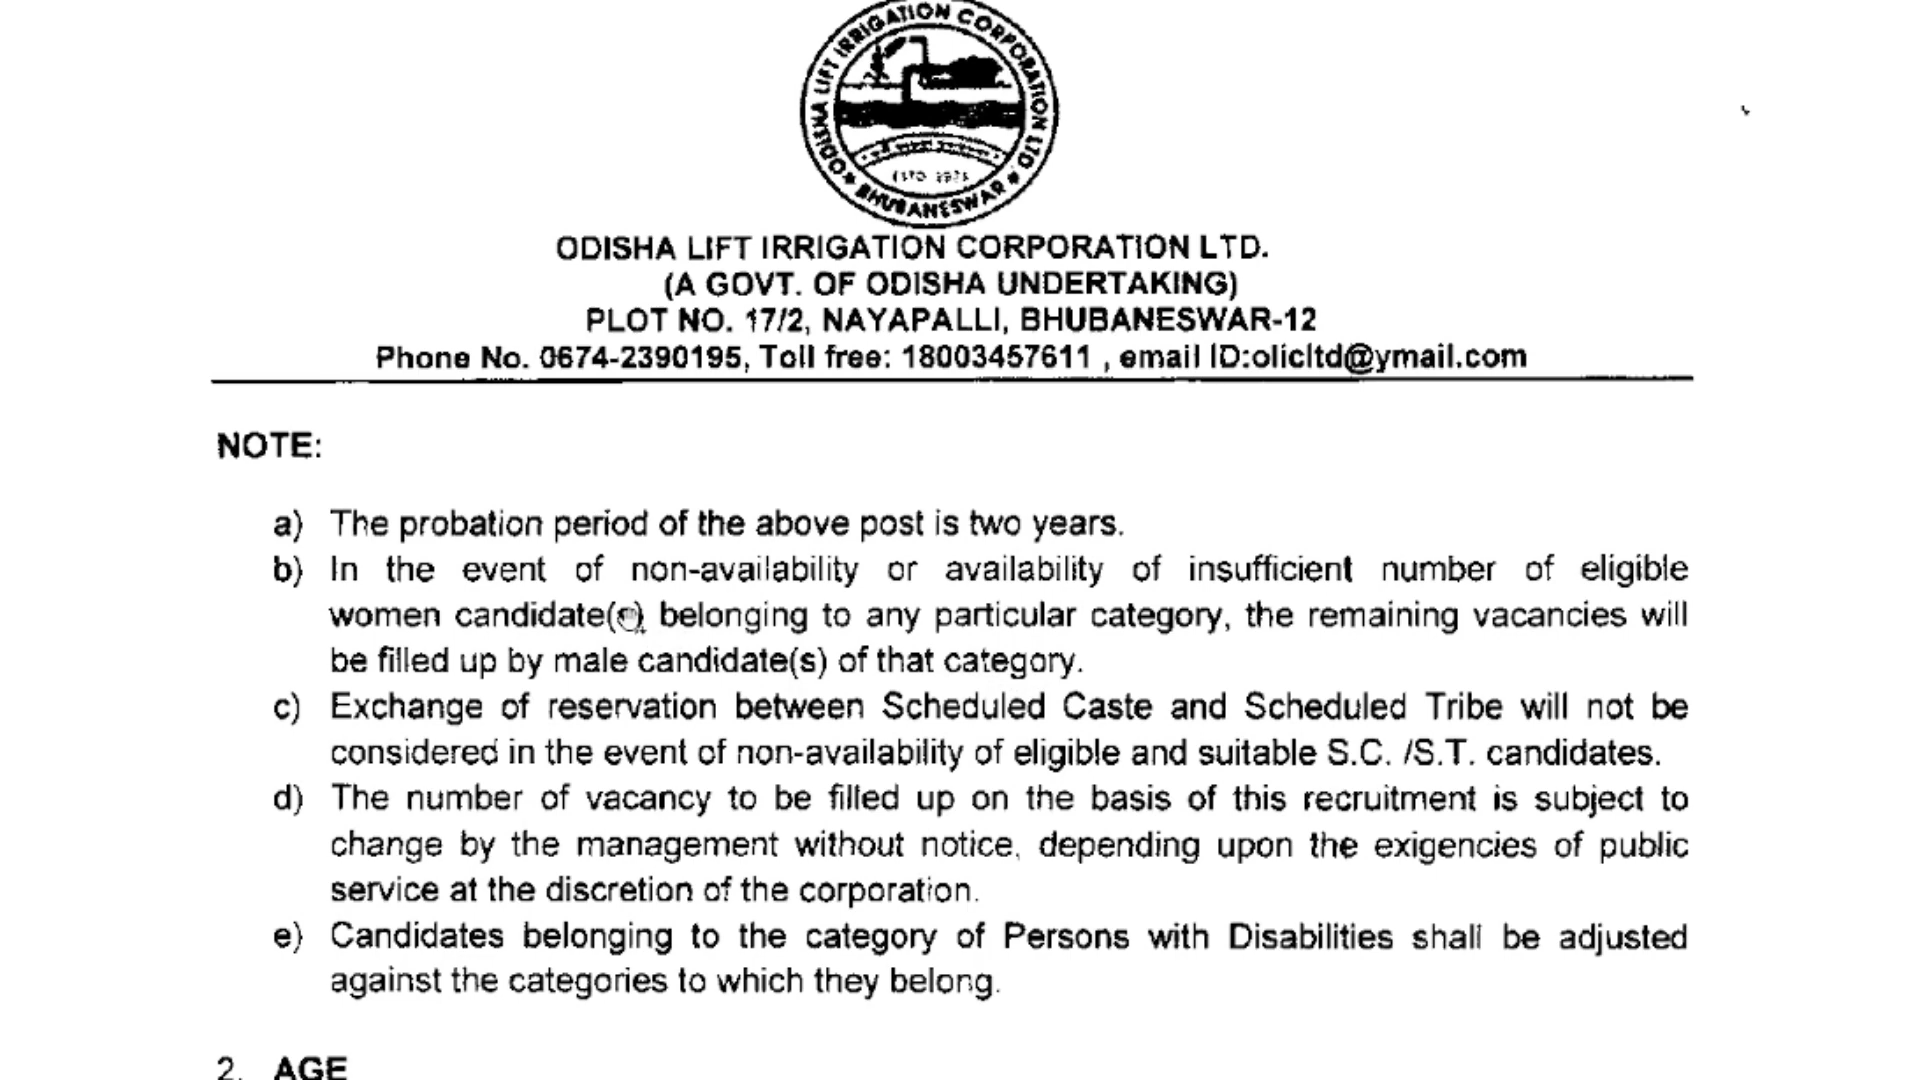 ODISHA LIFT IRRIGATION CORPORATION LTD.
★ BHUBANESWAR ★
ODISHA LIFT IRRIGATION CORPORATION LTD.
(A GOVT. OF ODISHA UNDERTAKING)
PLOT NO. 17/2, NAYAPALLI, BHUBANESWAR-12
Phone No. 0674-2390195, Toll free: 18003457611 , email ID:olicltd@ymail.com
NOTE:
a) The probation period of the above post is two years.
b) In the event of non-availability or availability of insufficient number of eligible
women candidate(s) belonging to any particular category, the remaining vacancies will
be filled up by male candidate(s) of that category.
c) Exchange of reservation between Scheduled Caste and Scheduled Tribe will not be
considered in the event of non-availability of eligible and suitable S.C. /S.T. candidates.
d) The number of vacancy to be filled up on the basis of this recruitment is subject to
change by the management without notice, depending upon the exigencies of public
service at the discretion of the corporation.
e) Candidates belonging to the category of Persons with Disabilities shall be adjusted
against the categories to which they belong.
2. AGE